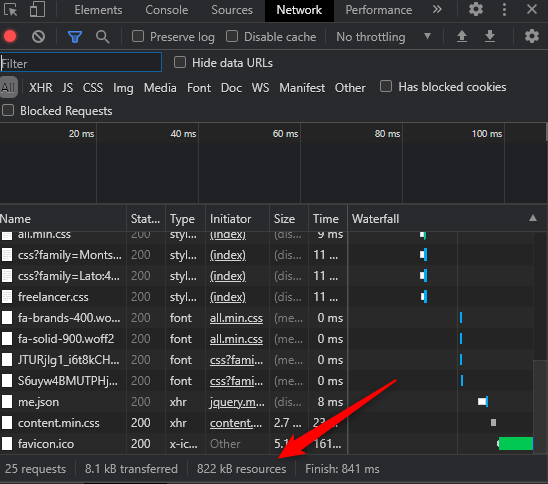 Elements Console Sources Network Performance
Preserve log Disable cache No throttling
Filter Hide data URLs
All XHR JS CSS Img Media Font Doc WS Manifest Other Has blocked cookies
Blocked Requests
20 ms 40 ms 60 ms 80 ms 100 ms
Name Stat... Type Initiator Size Time Waterfall
all.min.css 200 styl... (index) (dis... 9 ms
css?family=Monts... 200 styl... (index) (dis... 11 ...
css?family=Lato:4... 200 styl... (index) (dis... 11 ...
freelancer.css 200 styl... (index) (dis... 11 ...
fa-brands-400.wo... 200 font all.min.css (me... 0 ms
fa-solid-900.woff2 200 font all.min.css (me... 0 ms
JTURjIg1_i6t8kCH... 200 font css?fami... (me... 0 ms
S6uyw4BMUTPHj... 200 font css?fami... (me... 0 ms
me.json 200 xhr jquery.m... (dis... 8 ms
content.min.css 200 xhr content.... 2.7 ... 23...
favicon.ico 200 x-ic... Other 5.1 161...
25 requests 8.1 kB transferred 822 kB resources Finish: 841 ms